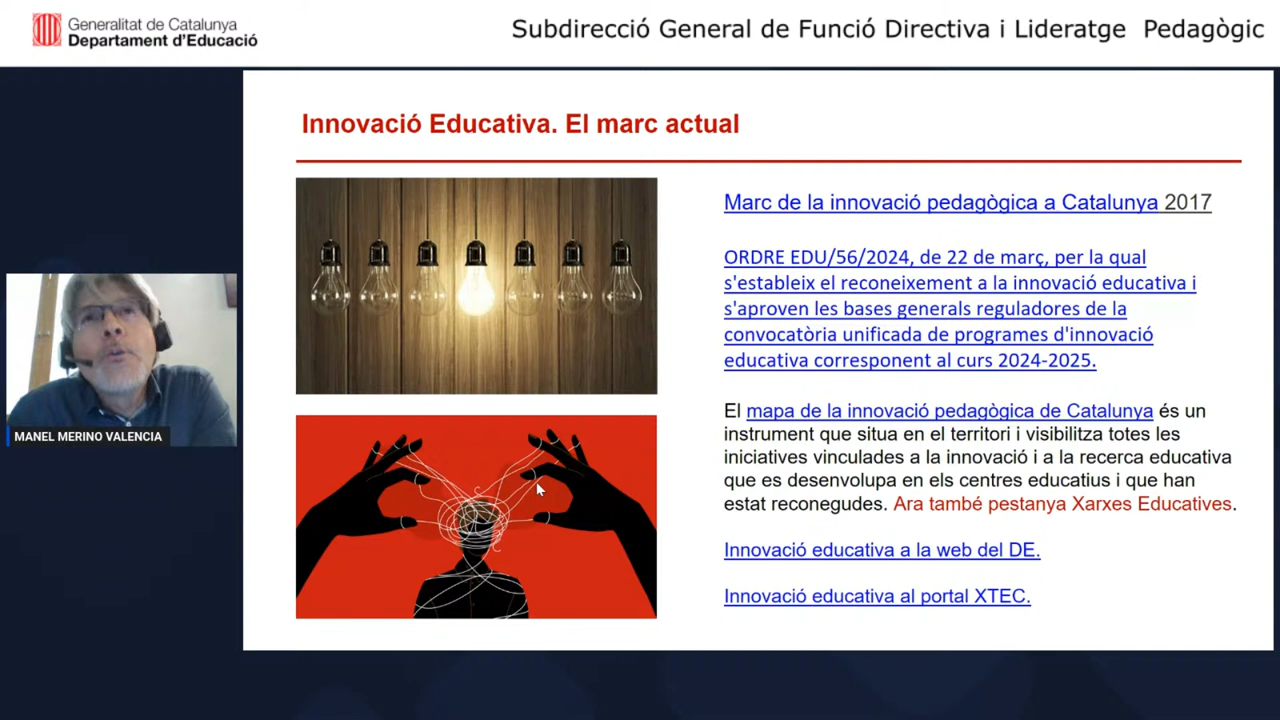 Generalitat de Catalunya
Departament d'Educació
Subdirecció General de Funció Directiva i Lideratge Pedagògic
Innovació Educativa. El marc actual
Marc de la innovació pedagògica a Catalunya 2017
ORDRE EDU/56/2024, de 22 de març, per la qual
s'estableix el reconeixement a la innovació educativa i
s'aproven les bases generals reguladores de la
convocatòria unificada de programes d'innovació
educativa corresponent al curs 2024-2025.
El mapa de la innovació pedagògica de Catalunya és un
instrument que situa en el territori i visibilitza totes les
iniciatives vinculades a la innovació i a la recerca educativa
que es desenvolupa en els centres educatius i que han
estat reconegudes. Ara també pestanya Xarxes Educatives.
Innovació educativa a la web del DE.
Innovació educativa al portal XTEC.
MANEL MERINO VALENCIA